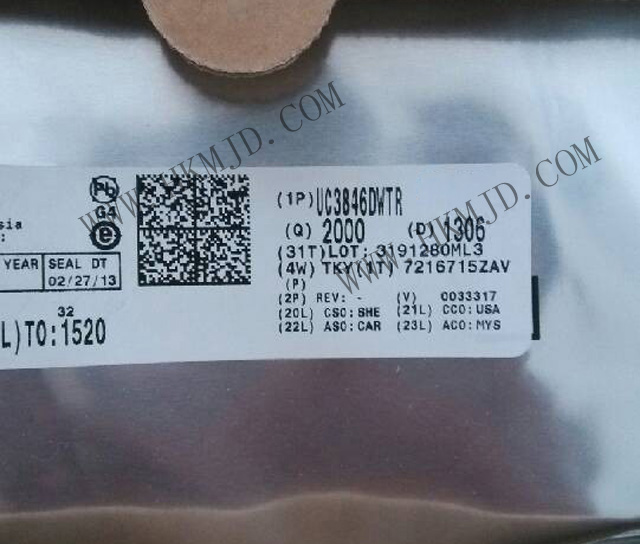 WWW.HKMJD.COM
WWW.HKMJD.COM
Pb
G4
e
sia
:
YEAR SEAL DT
02/27/13
32
L)TO:1520
(1P)UC3846DWTR
(Q) 2000 (D) 1306
(31T)LOT: 3191280ML3
(4W) TKY(1T) 7216715ZAV
(P)
(2P) REV: - (V) 0033317
(20L) CSO:SHE (21L) CCO:USA
(22L) ASO:CAR (23L) ACO:MYS